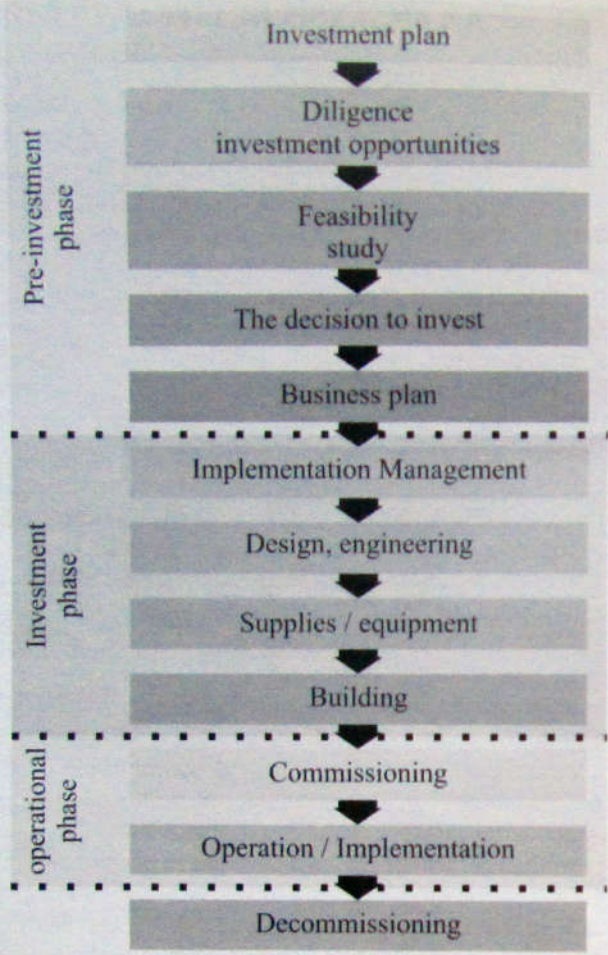 Pre-investment
phase
Investment plan
Diligence
investment opportunities
Feasibility
study
The decision to invest
Business plan
Investment
phase
Implementation Management
Design, engineering
Supplies / equipment
Building
operational
phase
Commissioning
Operation / Implementation
Decommissioning